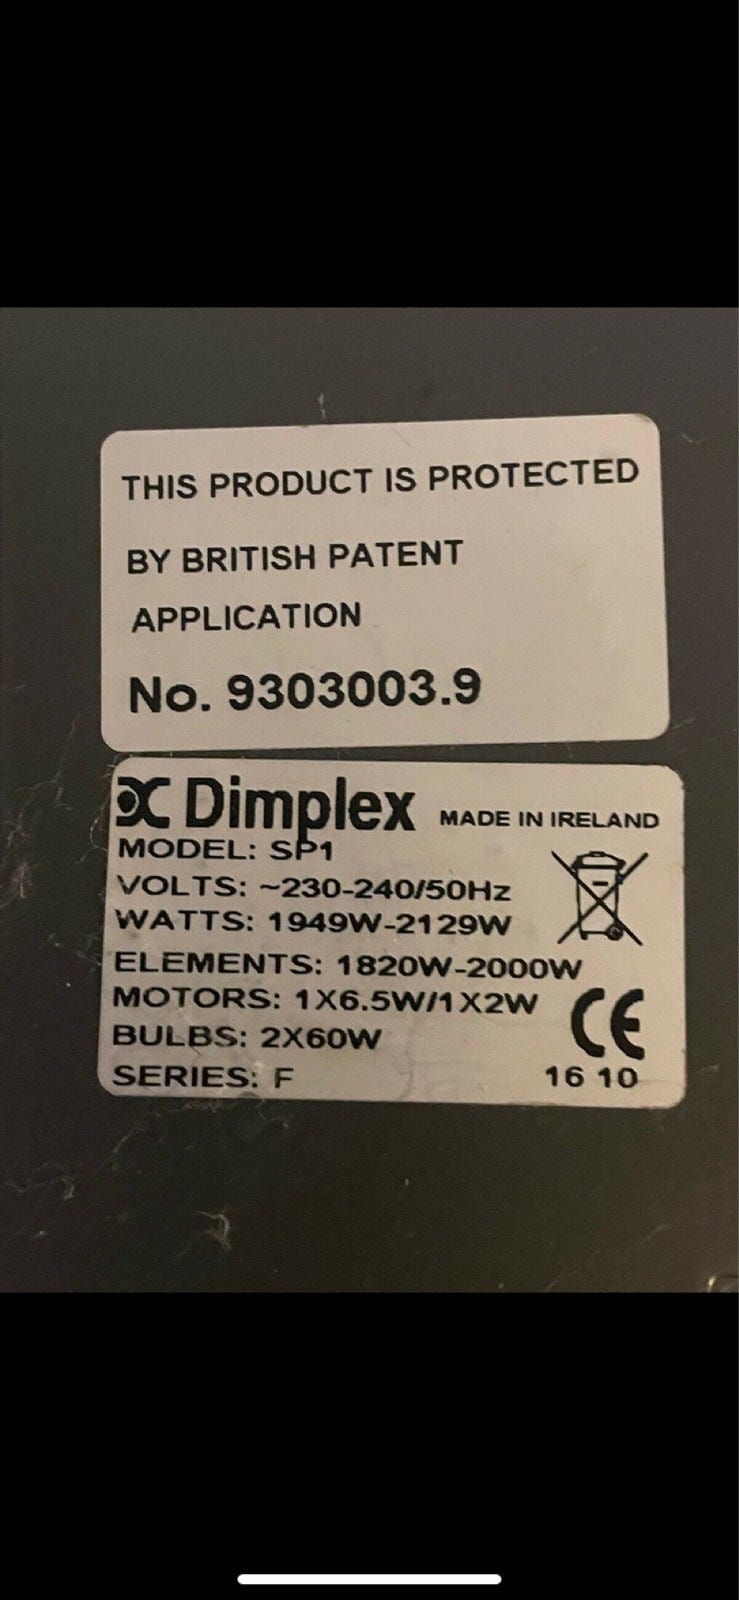 THIS PRODUCT IS PROTECTED
BY BRITISH PATENT
APPLICATION
No. 9303003.9
Dimplex MADE IN IRELAND
MODEL: SP1
VOLTS: ~230-240/50Hz
WATTS: 1949W-2129W
ELEMENTS: 1820W-2000W
MOTORS: 1X6.5W/1X2W
BULBS: 2X60W
CE
SERIES: F 16 10